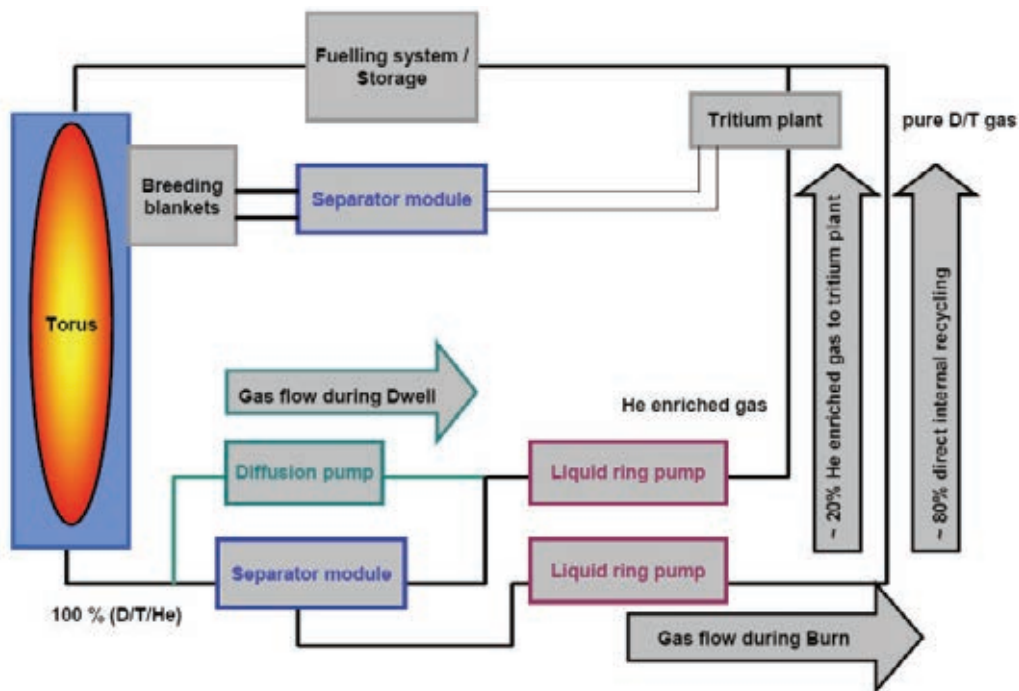 Fuelling system /
Storage
Tritium plant
pure D/T gas
Breeding
blankets
Separator module
Torus
~ 20% He enriched gas to tritium plant
~ 80% direct internal recycling
Gas flow during Dwell
He enriched gas
Diffusion pump
Liquid ring pump
Separator module
Liquid ring pump
100 % (D/T/He)
Gas flow during Burn